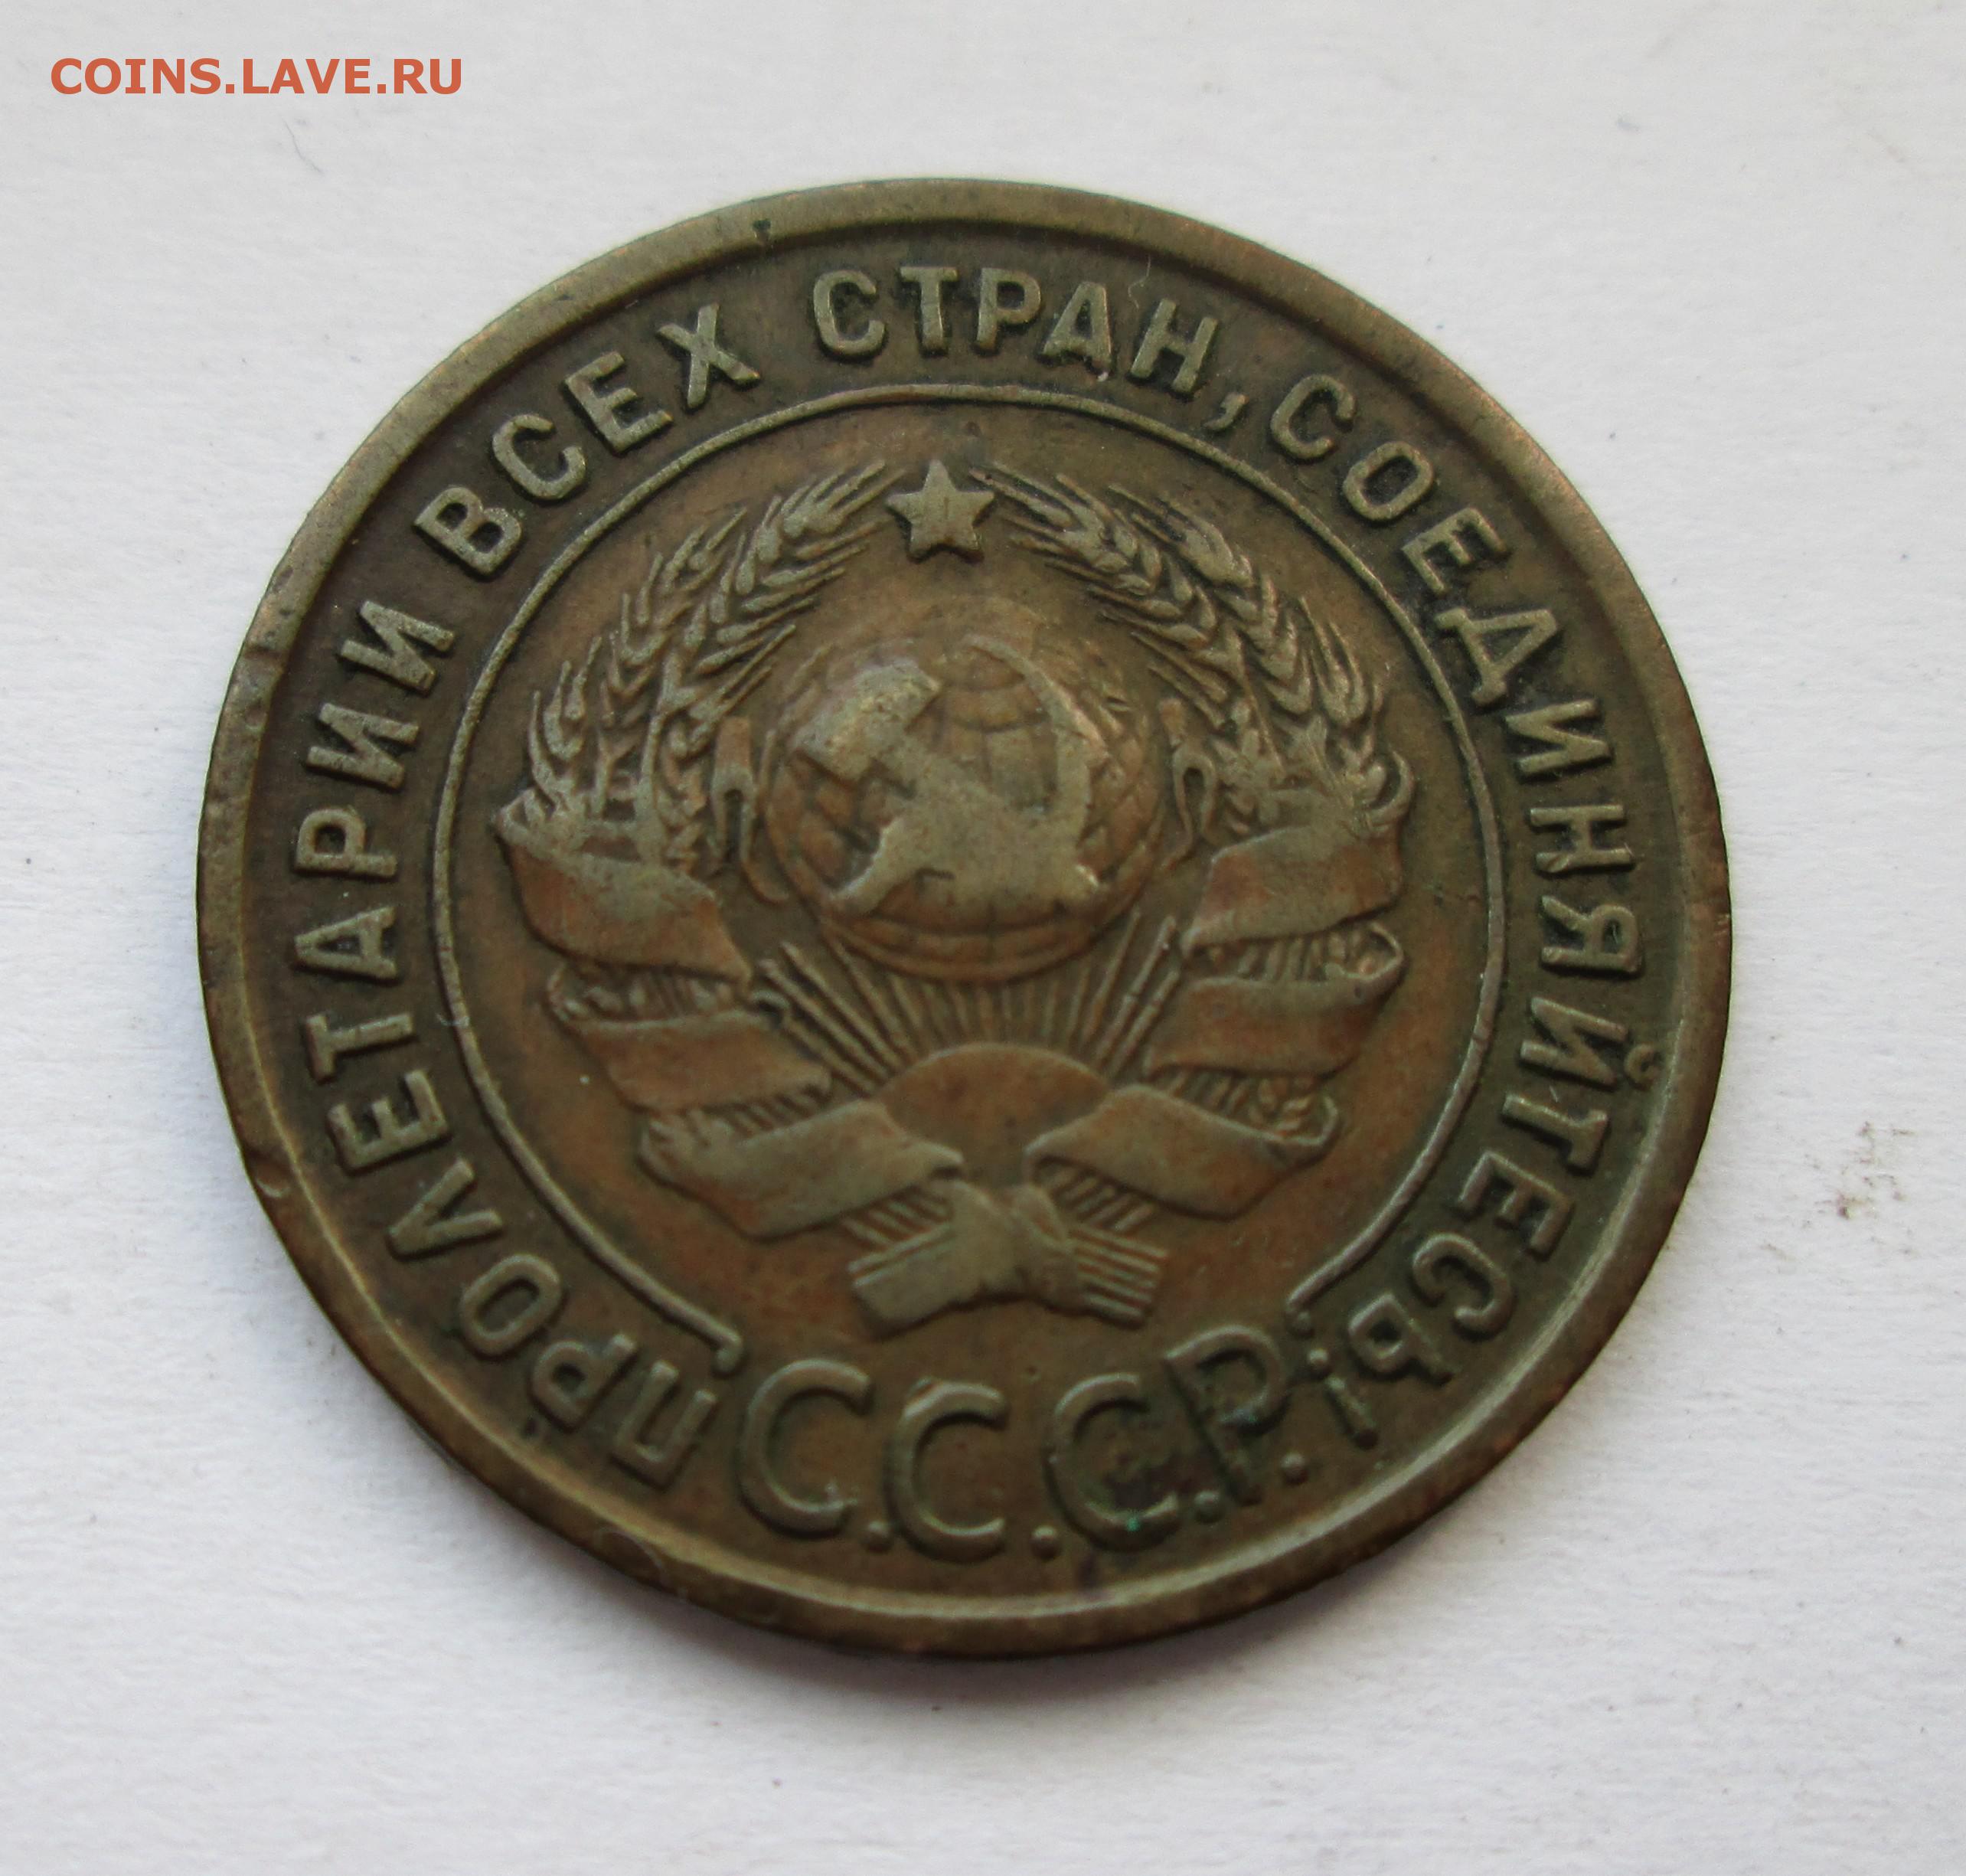 COINS.LAVE.RU
ПРОЛЕТАРИИ ВСЕХ СТРАН, СОЕДИНЯЙТЕСЬ!
С.С.С.Р.